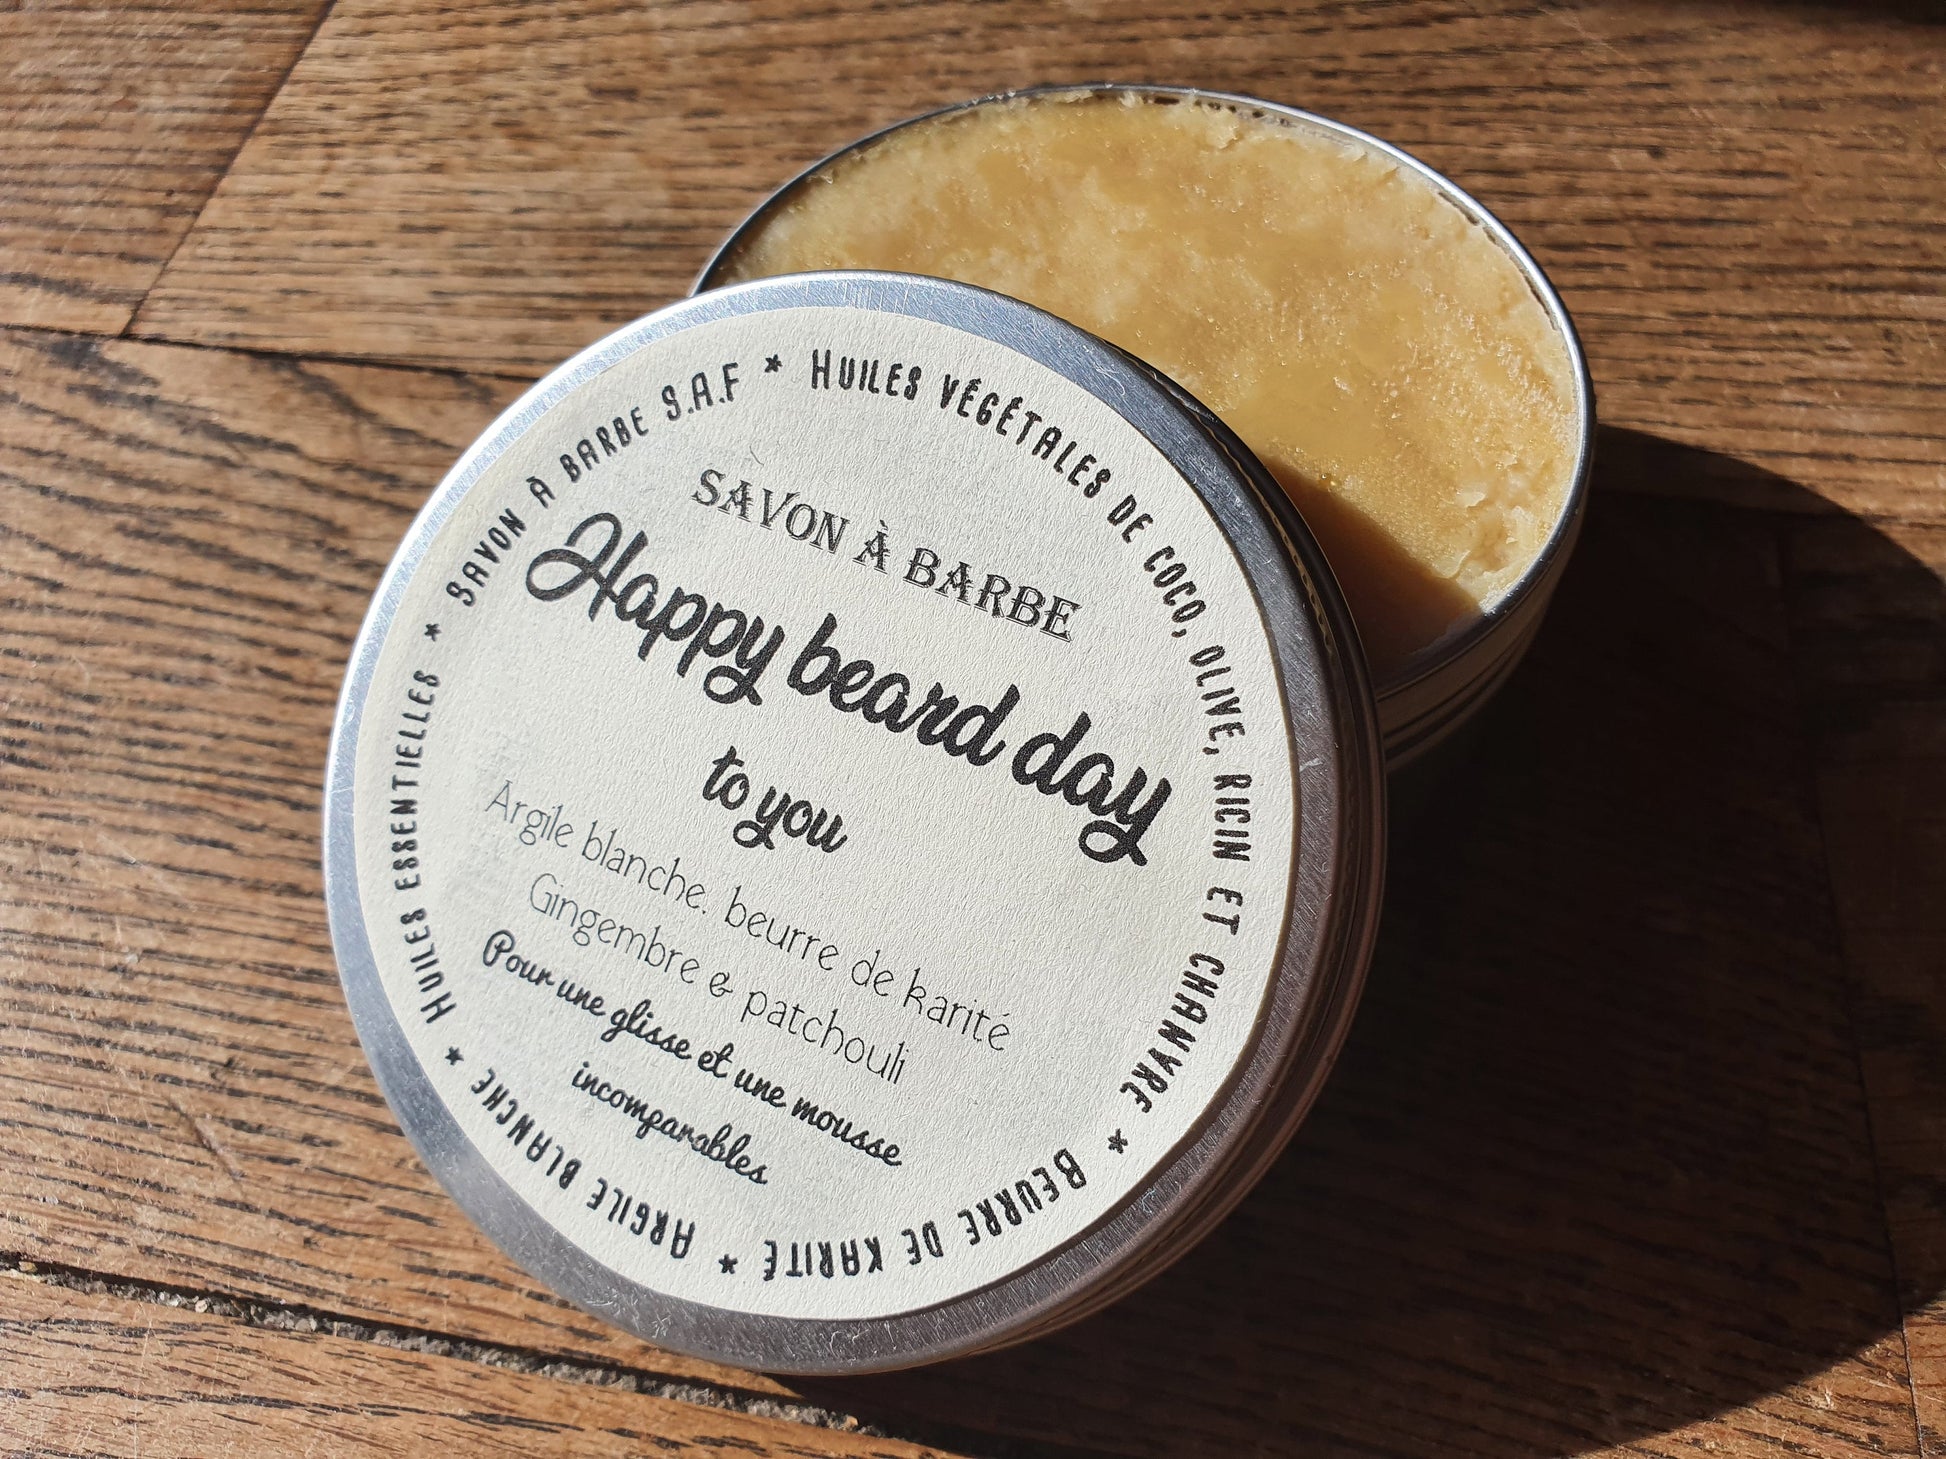 SAVON À BARBE
Happy beard day
to you
Argile blanche. beurre de karité
Gingembre & patchouli
Pour une glisse et une mousse
incomparables
SAVON À BARBE S.A.F * HUILES VÉGÉTALES DE COCO, OLIVE, RICIN ET CHANVRE * BEURRE DE KARITÉ * ARGILE BLANCHE * HUILES ESSENTIELLES *